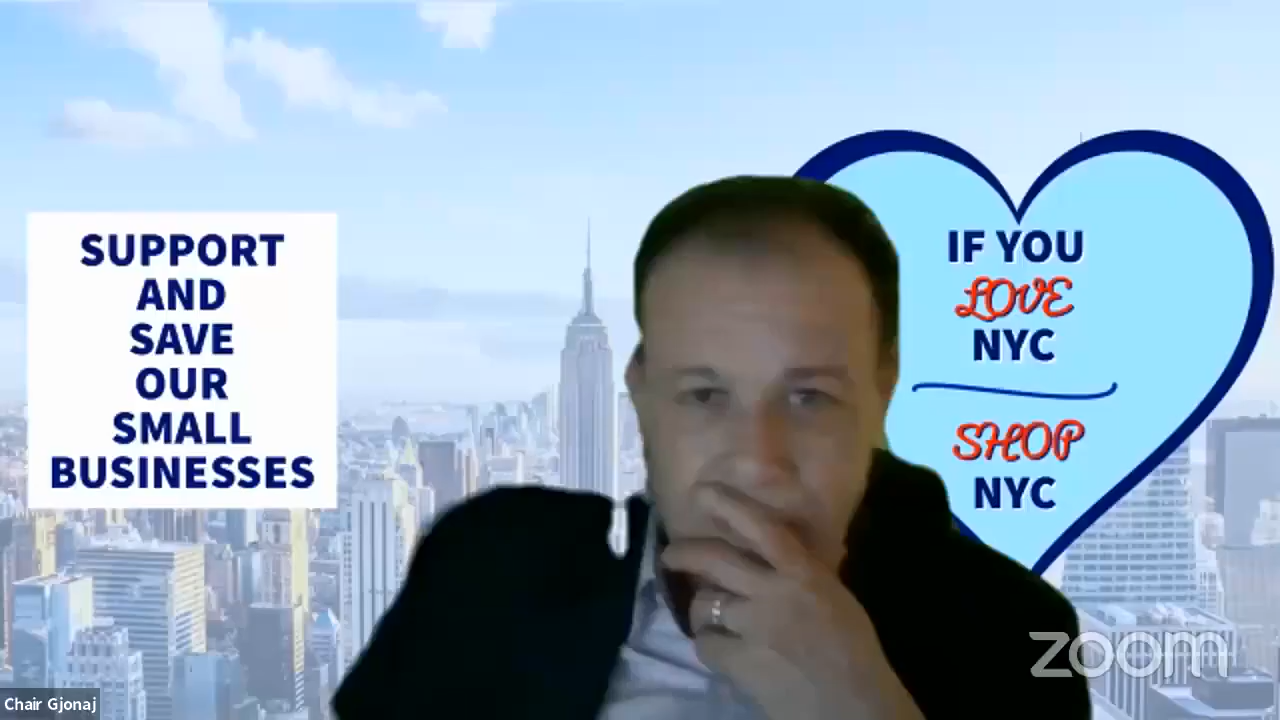 SUPPORT
AND
SAVE
OUR
SMALL
BUSINESSES
IF YOU
LOVE
NYC
SHOP
NYC
zoom
Chair Gjonaj